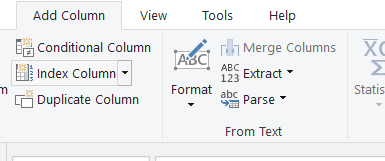 Add Column View Tools Help
Conditional Column
Index Column
Duplicate Column
ABC
Format
Merge Columns
ABC
123
Extract
abc
Parse
From Text